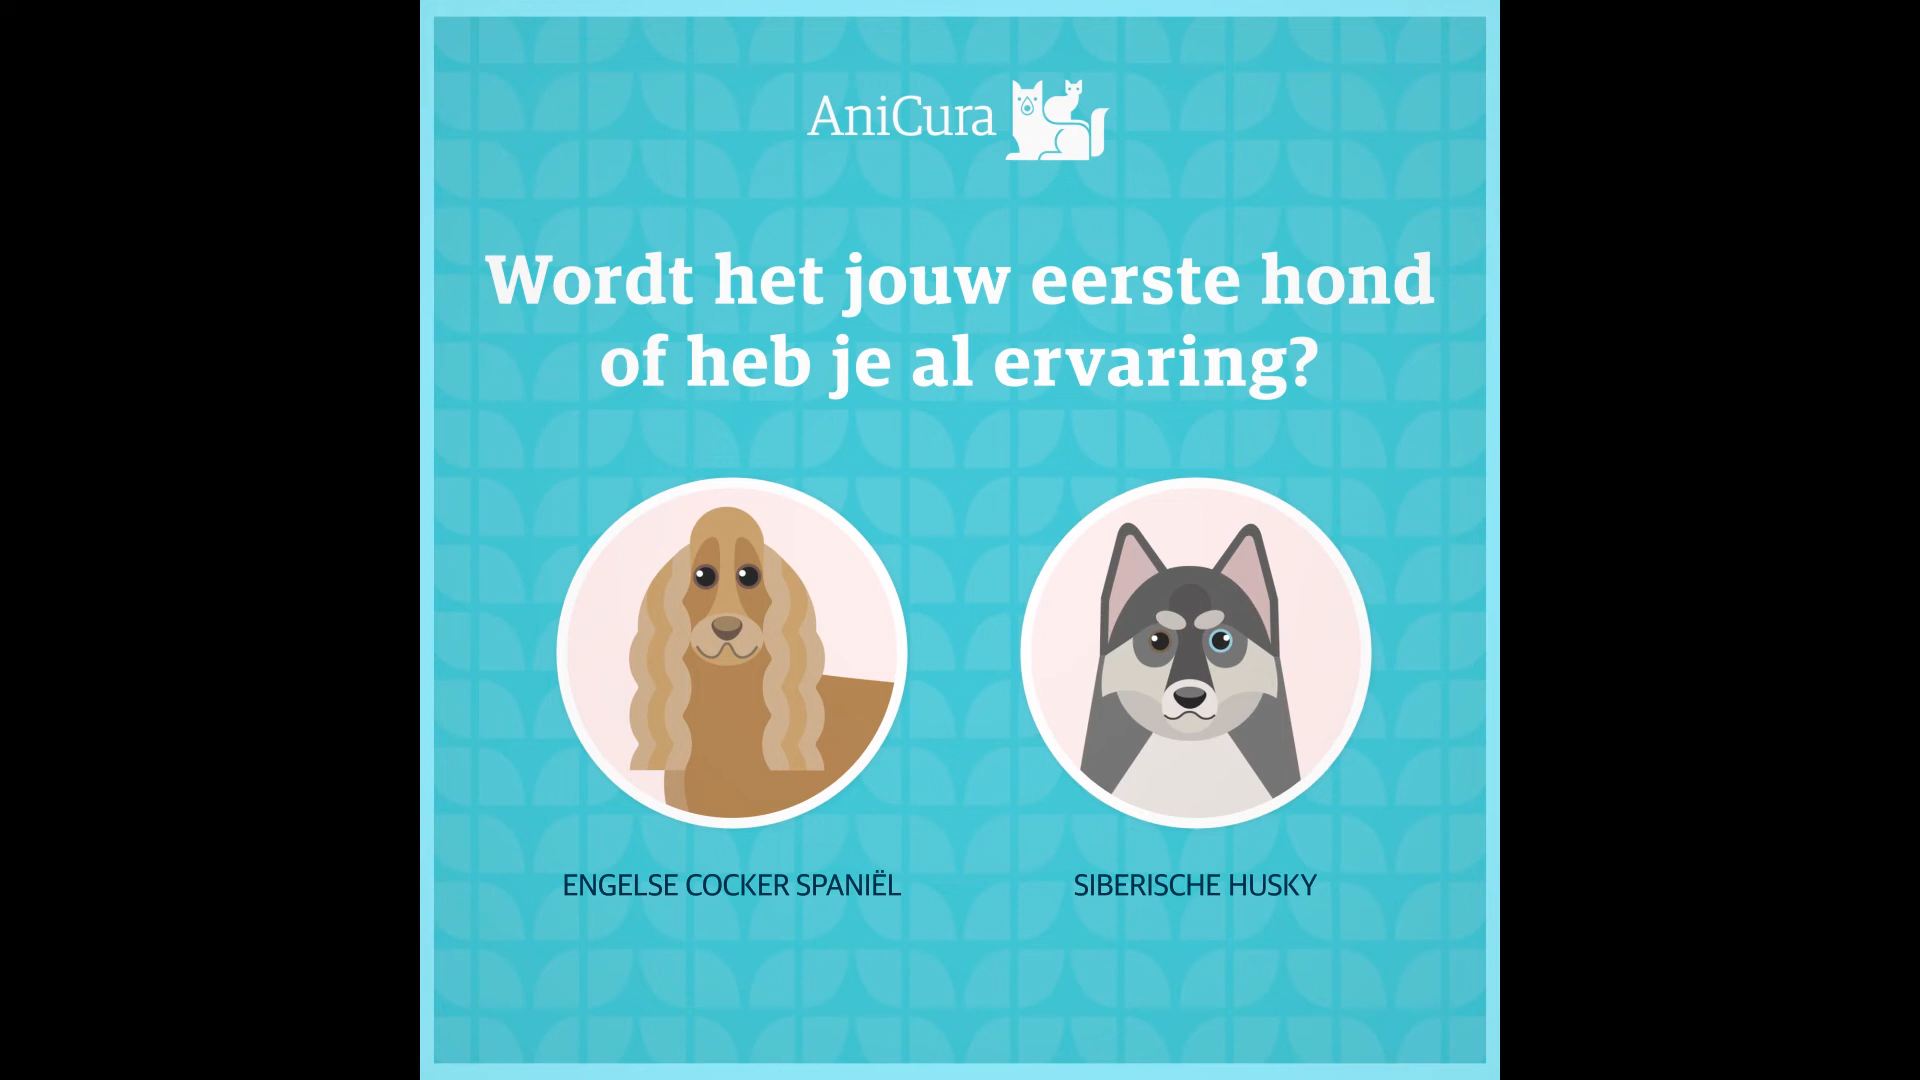 AniCura
Wordt het jouw eerste hond
of heb je al ervaring?
ENGELSE COCKER SPANIËL
SIBERISCHE HUSKY